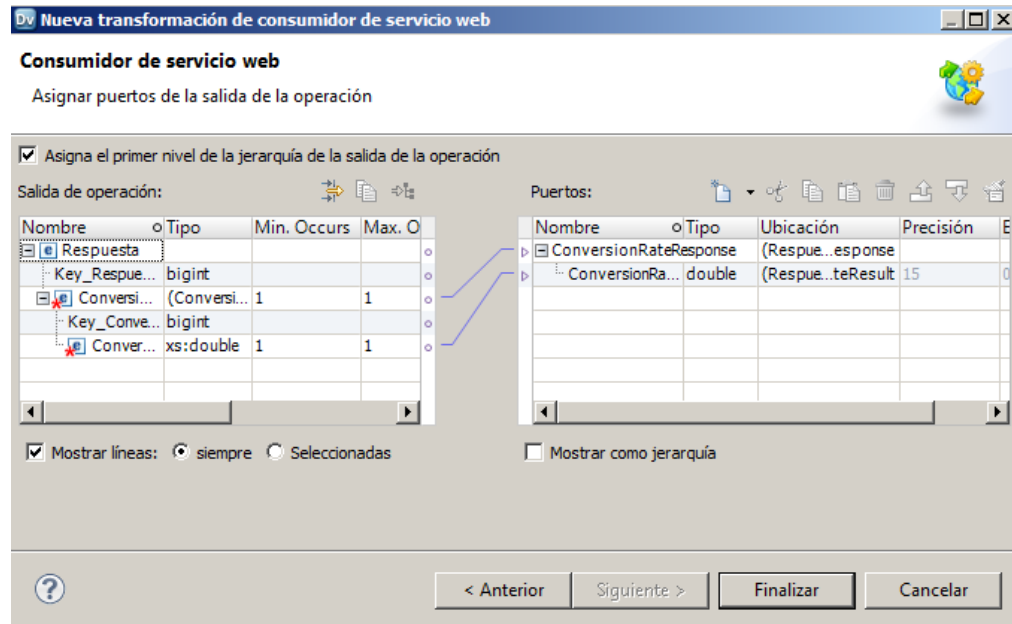 Dv Nueva transformación de consumidor de servicio web
Consumidor de servicio web
Asignar puertos de la salida de la operación
Asigna el primer nivel de la jerarquía de la salida de la operación
Salida de operación:
Nombre Tipo Min. Occurs Max. O
e Respuesta
Key_Respue... bigint
e Conversi... (Conversi... 1 1
Key_Conve... bigint
e Conver... xs:double 1 1
Mostrar líneas: siempre Seleccionadas
Puertos:
Nombre Tipo Ubicación Precisión E
ConversionRateResponse (Respue...esponse
ConversionRa... double (Respue...teResult 15 0
Mostrar como jerarquía
? < Anterior Siguiente > Finalizar Cancelar